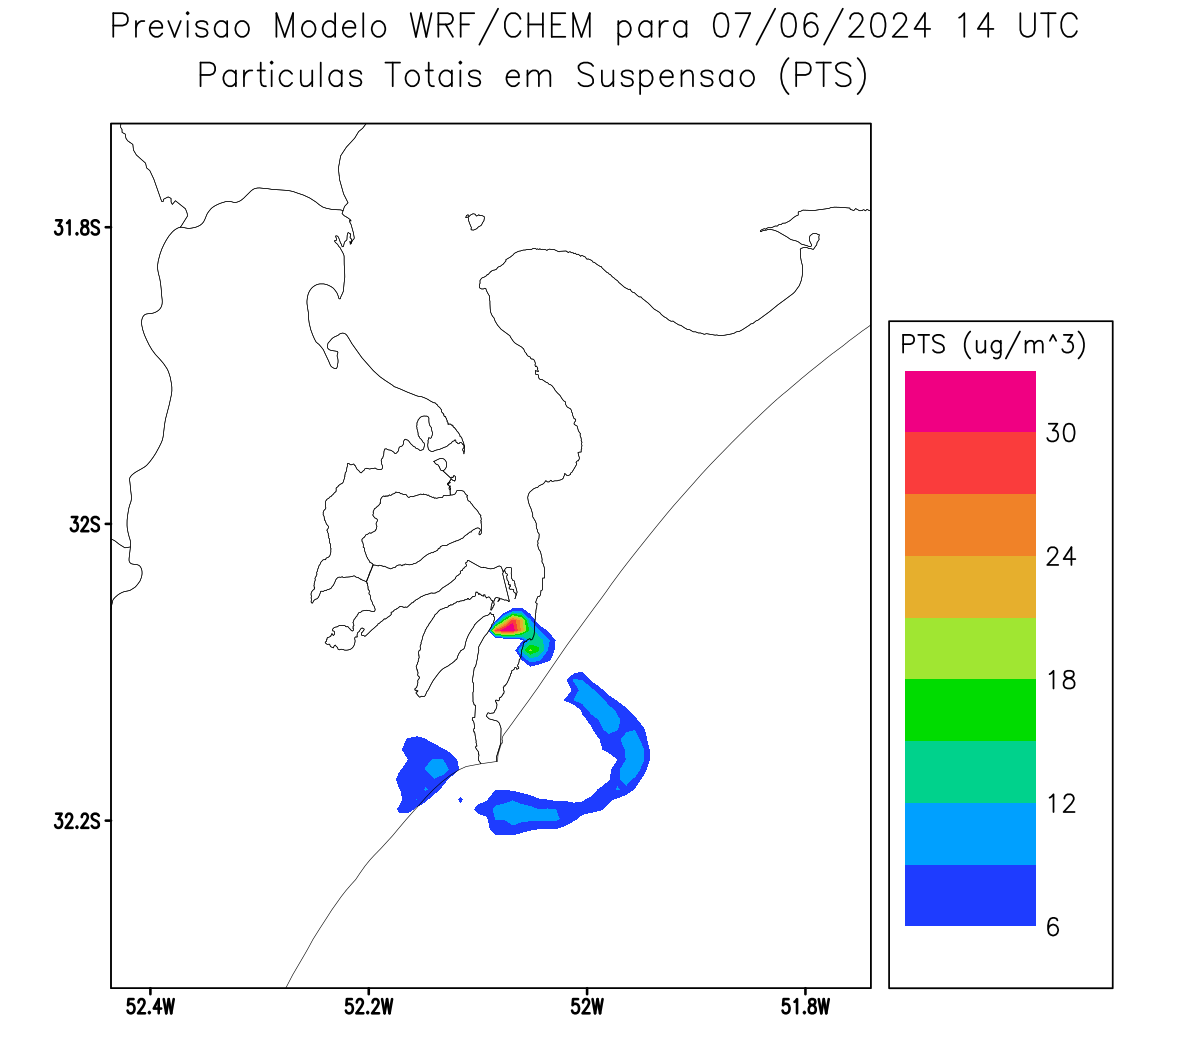 Previsao Modelo WRF/CHEM para 07/06/2024 14 UTC
Particulas Totais em Suspensao (PTS)
31.8S
32S
32.2S
52.4W
52.2W
52W
51.8W
PTS (ug/m^3)
30
24
18
12
6